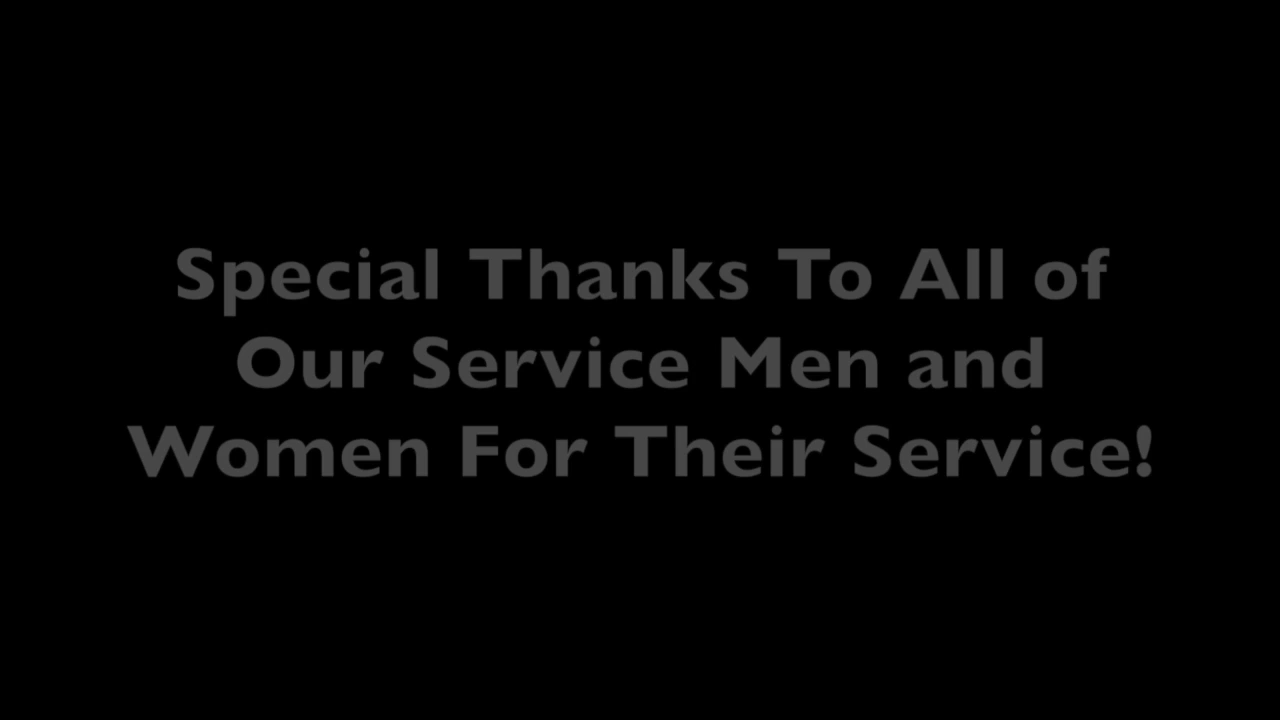 Special Thanks To All of
Our Service Men and
Women For Their Service!